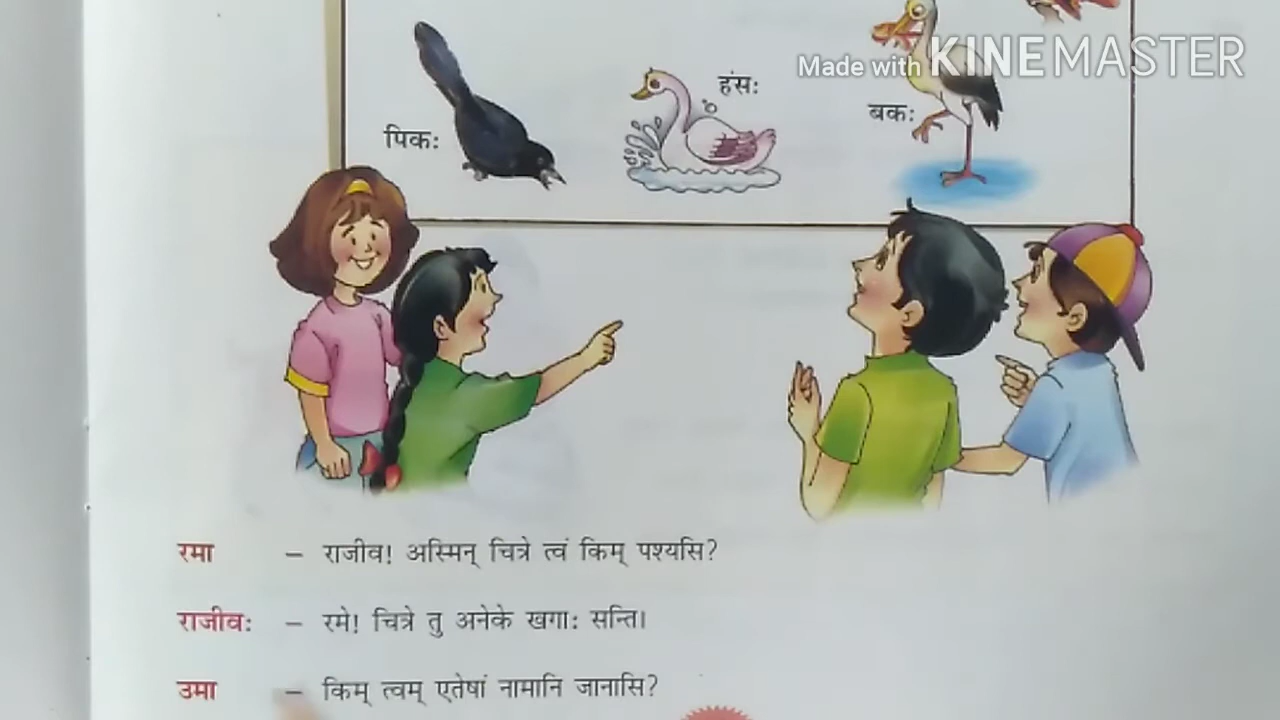 Made with KINEMASTER
हंसः
बकः
पिकः
रमा – राजीव! अस्मिन् चित्रे त्वं किम् पश्यसि?
राजीवः – रमे! चित्रे तु अनेके खगाः सन्ति।
उमा – किम् त्वम् एतेषां नामानि जानासि?